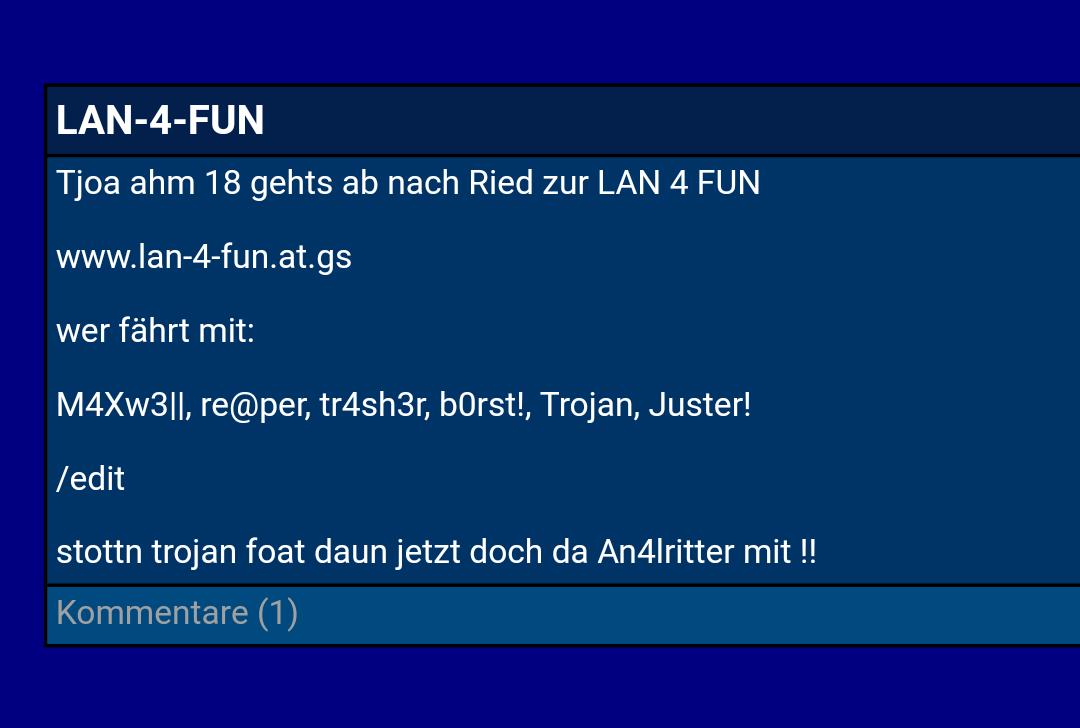 LAN-4-FUN
Tjoa ahm 18 gehts ab nach Ried zur LAN 4 FUN
www.lan-4-fun.at.gs
wer fährt mit:
M4Xw3||, re@per, tr4sh3r, b0rst!, Trojan, Juster!
/edit
stottn trojan foat daun jetzt doch da An4lritter mit !!
Kommentare (1)